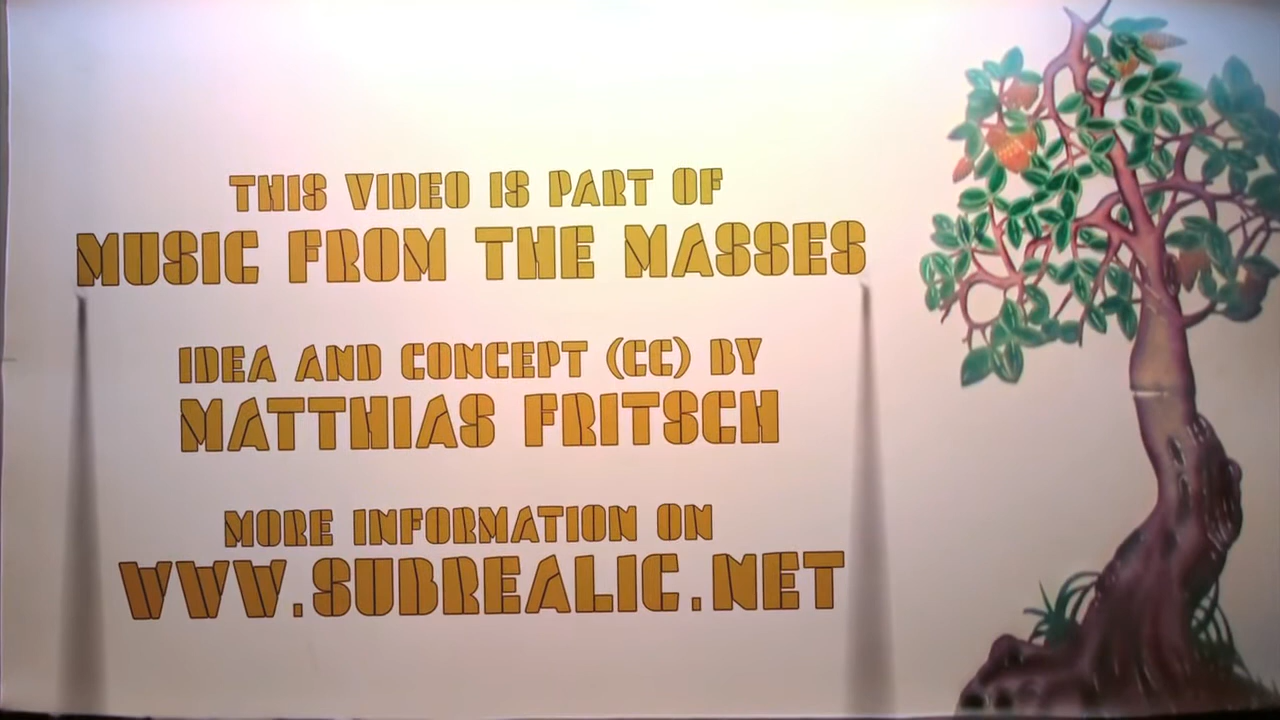 THIS VIDEO IS PART OF
MUSIC FROM THE MASSES
IDEA AND CONCEPT (CC) BY
MATTHIAS FRITSCH
MORE INFORMATION ON
WWW.SUBREALIC.NET